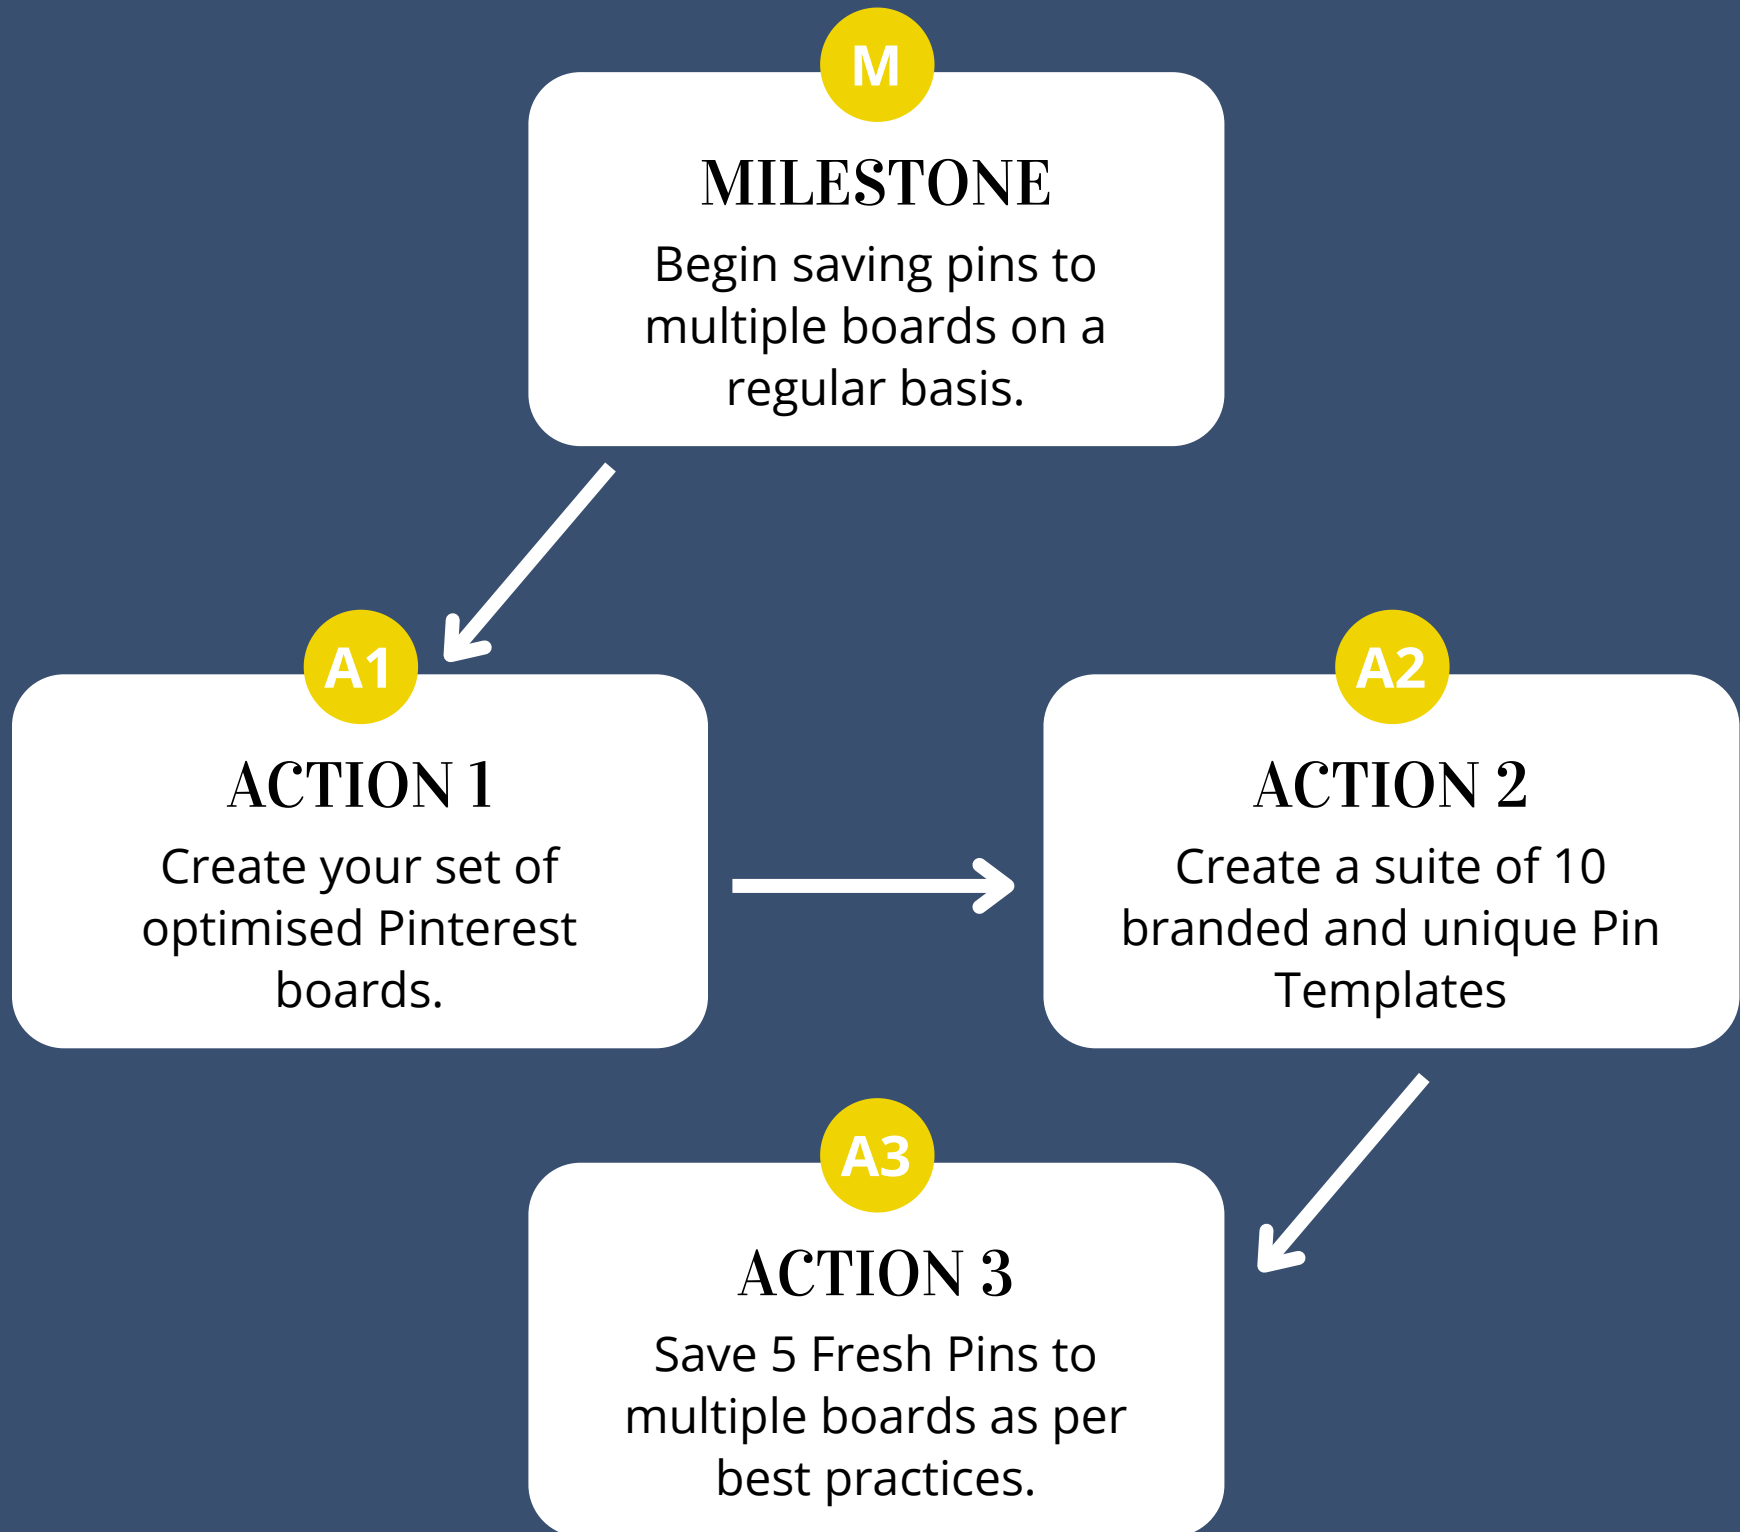 M
MILESTONE
Begin saving pins to
multiple boards on a
regular basis.
A1
ACTION 1
Create your set of
optimised Pinterest
boards.
A2
ACTION 2
Create a suite of 10
branded and unique Pin
Templates
A3
ACTION 3
Save 5 Fresh Pins to
multiple boards as per
best practices.